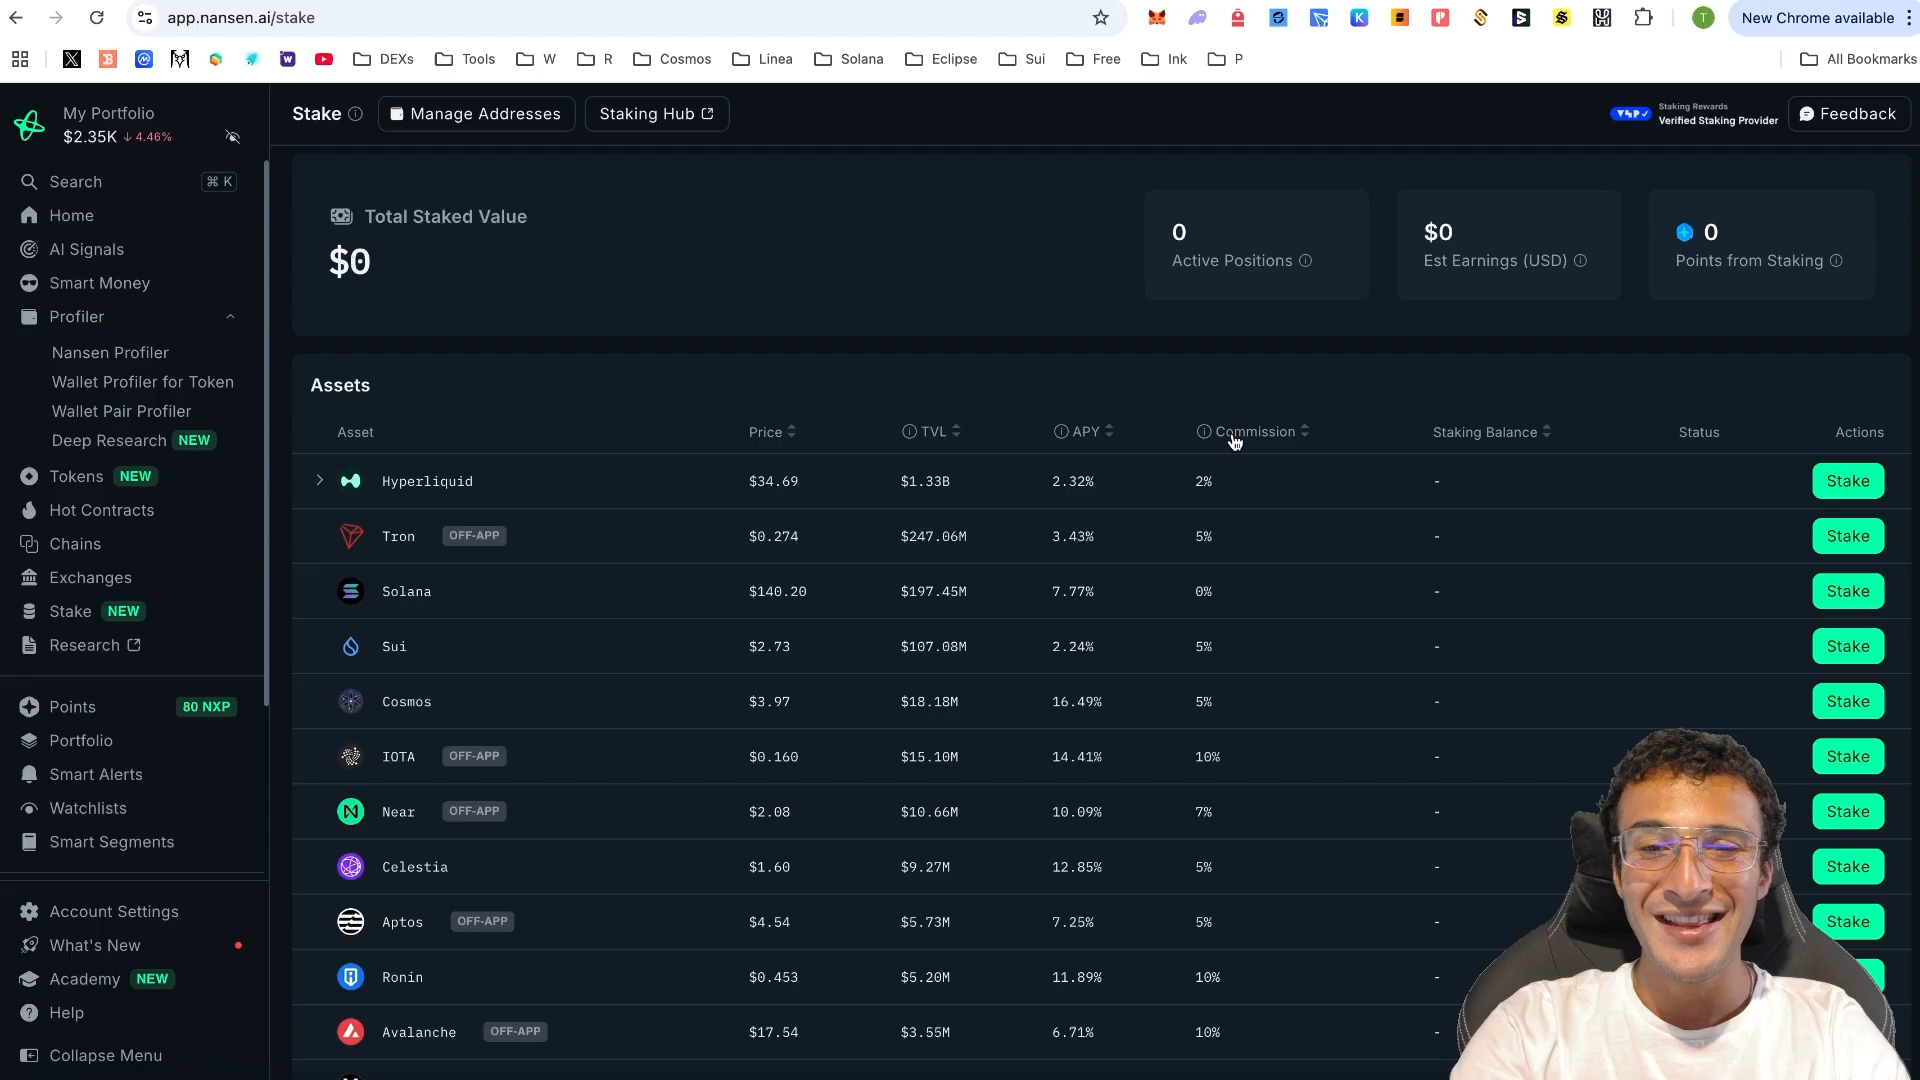 app.nansen.ai/stake
New Chrome available
DEXs
Tools
W
R
Cosmos
Linea
Solana
Eclipse
Sui
Free
Ink
P
All Bookmarks
My Portfolio
$2.35K ↓ 4.46%
Stake
Manage Addresses
Staking Hub
Staking Rewards
Verified Staking Provider
Feedback
Search
⌘ K
Home
AI Signals
Smart Money
Profiler
Nansen Profiler
Wallet Profiler for Token
Wallet Pair Profiler
Deep Research NEW
Tokens NEW
Hot Contracts
Chains
Exchanges
Stake NEW
Research
Points 80 NXP
Portfolio
Smart Alerts
Watchlists
Smart Segments
Account Settings
What's New
Academy NEW
Help
Collapse Menu
Total Staked Value
$0
0
Active Positions
$0
Est Earnings (USD)
0
Points from Staking
Assets
Asset Price TVL APY Commission Staking Balance Status Actions
Hyperliquid $34.69 $1.33B 2.32% 2% - Stake
Tron OFF-APP $0.274 $247.06M 3.43% 5% - Stake
Solana $140.20 $197.45M 7.77% 0% - Stake
Sui $2.73 $107.08M 2.24% 5% - Stake
Cosmos $3.97 $18.18M 16.49% 5% - Stake
IOTA OFF-APP $0.160 $15.10M 14.41% 10% - Stake
Near OFF-APP $2.08 $10.66M 10.09% 7% - Stake
Celestia $1.60 $9.27M 12.85% 5% - Stake
Aptos OFF-APP $4.54 $5.73M 7.25% 5% - Stake
Ronin $0.453 $5.20M 11.89% 10% -
Avalanche OFF-APP $17.54 $3.55M 6.71% 10% -